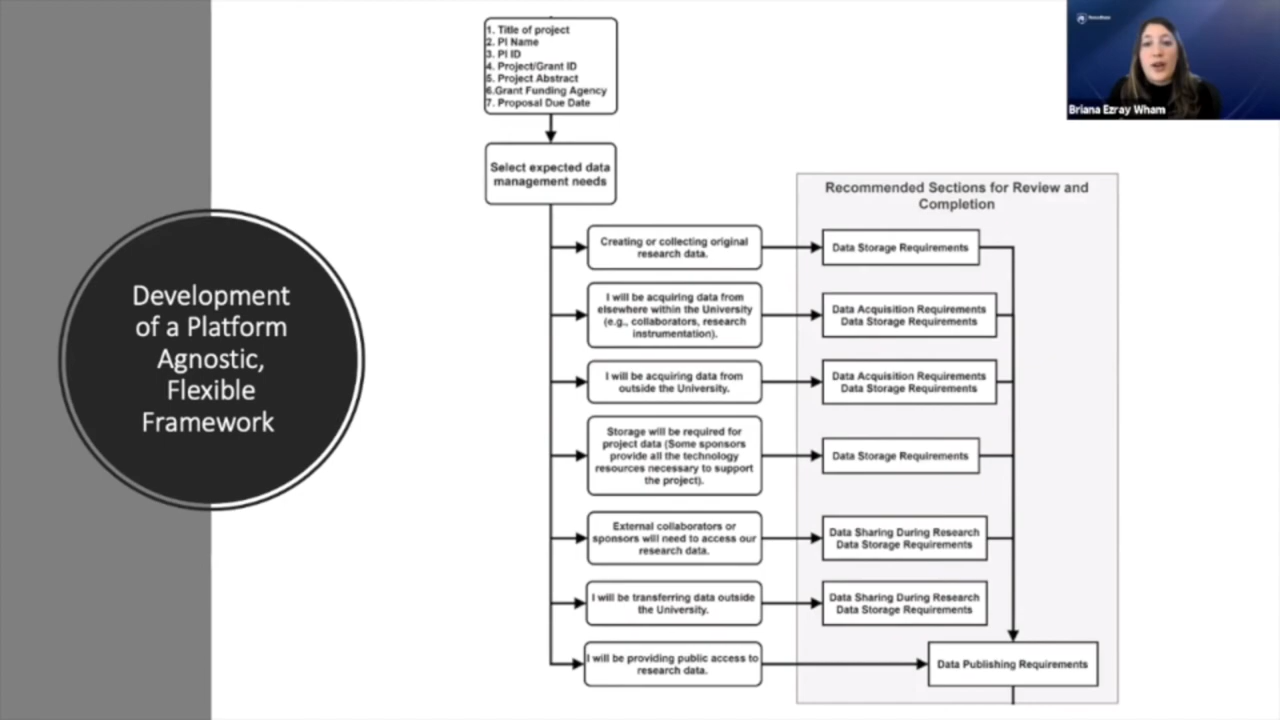 Development
of a Platform
Agnostic,
Flexible
Framework
1. Title of project
2. PI Name
3. PI ID
4. Project/Grant ID
5. Project Abstract
6.Grant Funding Agency
7. Proposal Due Date
Select expected data
management needs
Recommended Sections for Review and
Completion
Creating or collecting original
research data.
Data Storage Requirements
I will be acquiring data from
elsewhere within the University
(e.g., collaborators, research
instrumentation).
Data Acquisition Requirements
Data Storage Requirements
I will be acquiring data from
outside the University.
Data Acquisition Requirements
Data Storage Requirements
Storage will be required for
project data (Some sponsors
provide all the technology
resources necessary to support
the project).
Data Storage Requirements
External collaborators or
sponsors will need to access our
research data.
Data Sharing During Research
Data Storage Requirements
I will be transferring data outside
the University.
Data Sharing During Research
Data Storage Requirements
I will be providing public access to
research data.
Data Publishing Requirements
Briana Ezray Wham